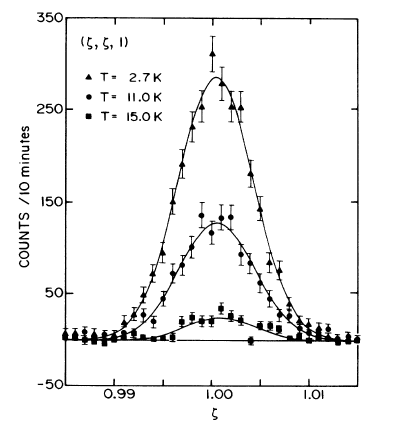 350
(ζ, ζ, 1)
T = 2.7 K
T = 11.0 K
T = 15.0 K
250
150
50
-50
COUNTS /10 minutes
0.99
1.00
1.01
ζ